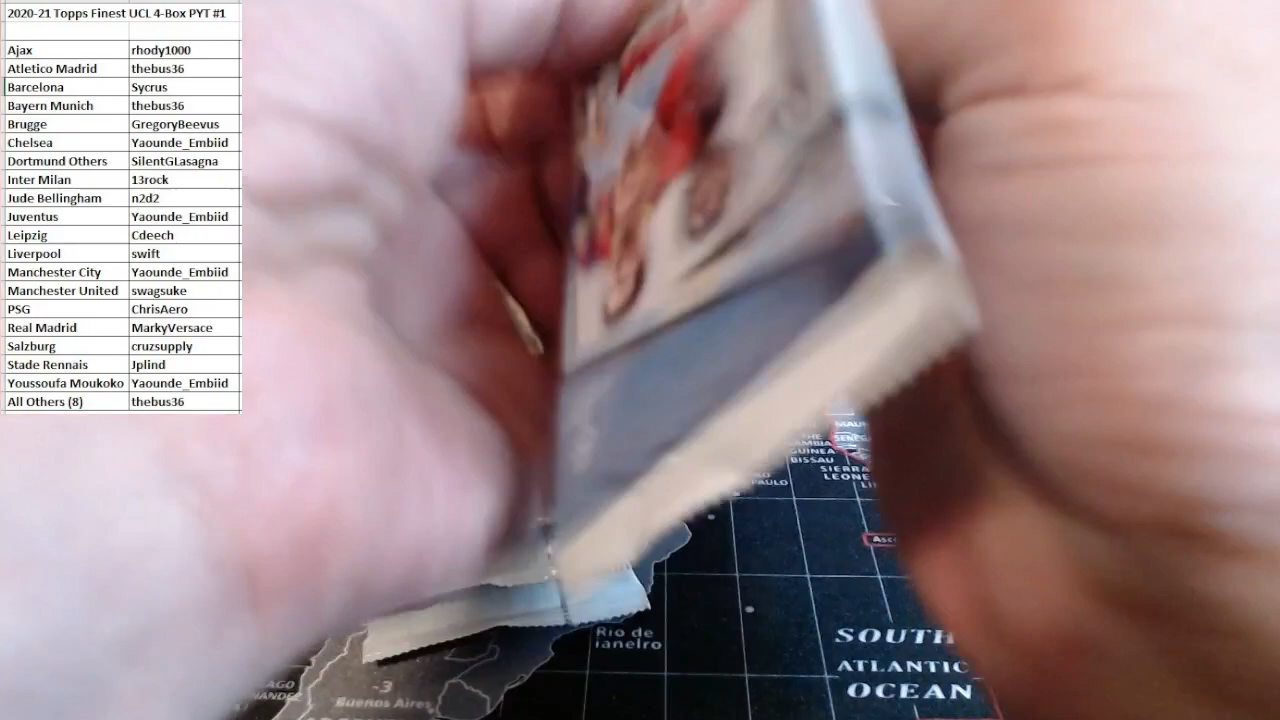 2020-21 Topps Finest UCL 4-Box PYT #1
Ajax rhody1000
Atletico Madrid thebus36
Barcelona Sycrus
Bayern Munich thebus36
Brugge GregoryBeevus
Chelsea Yaounde_Embiid
Dortmund Others SilentGLasagna
Inter Milan 13rock
Jude Bellingham n2d2
Juventus Yaounde_Embiid
Leipzig Cdeech
Liverpool swift
Manchester City Yaounde_Embiid
Manchester United swagsuke
PSG ChrisAero
Real Madrid MarkyVersace
Salzburg cruzsupply
Stade Rennais Jplind
Youssoufa Moukoko Yaounde_Embiid
All Others (8) thebus36
THE
GUINEA
BISSAU
SIERRA
LEONE
PAULO
Rio de
Janeiro
SOUTH
ATLANTIC
OCEAN
-3
Buenos Aires